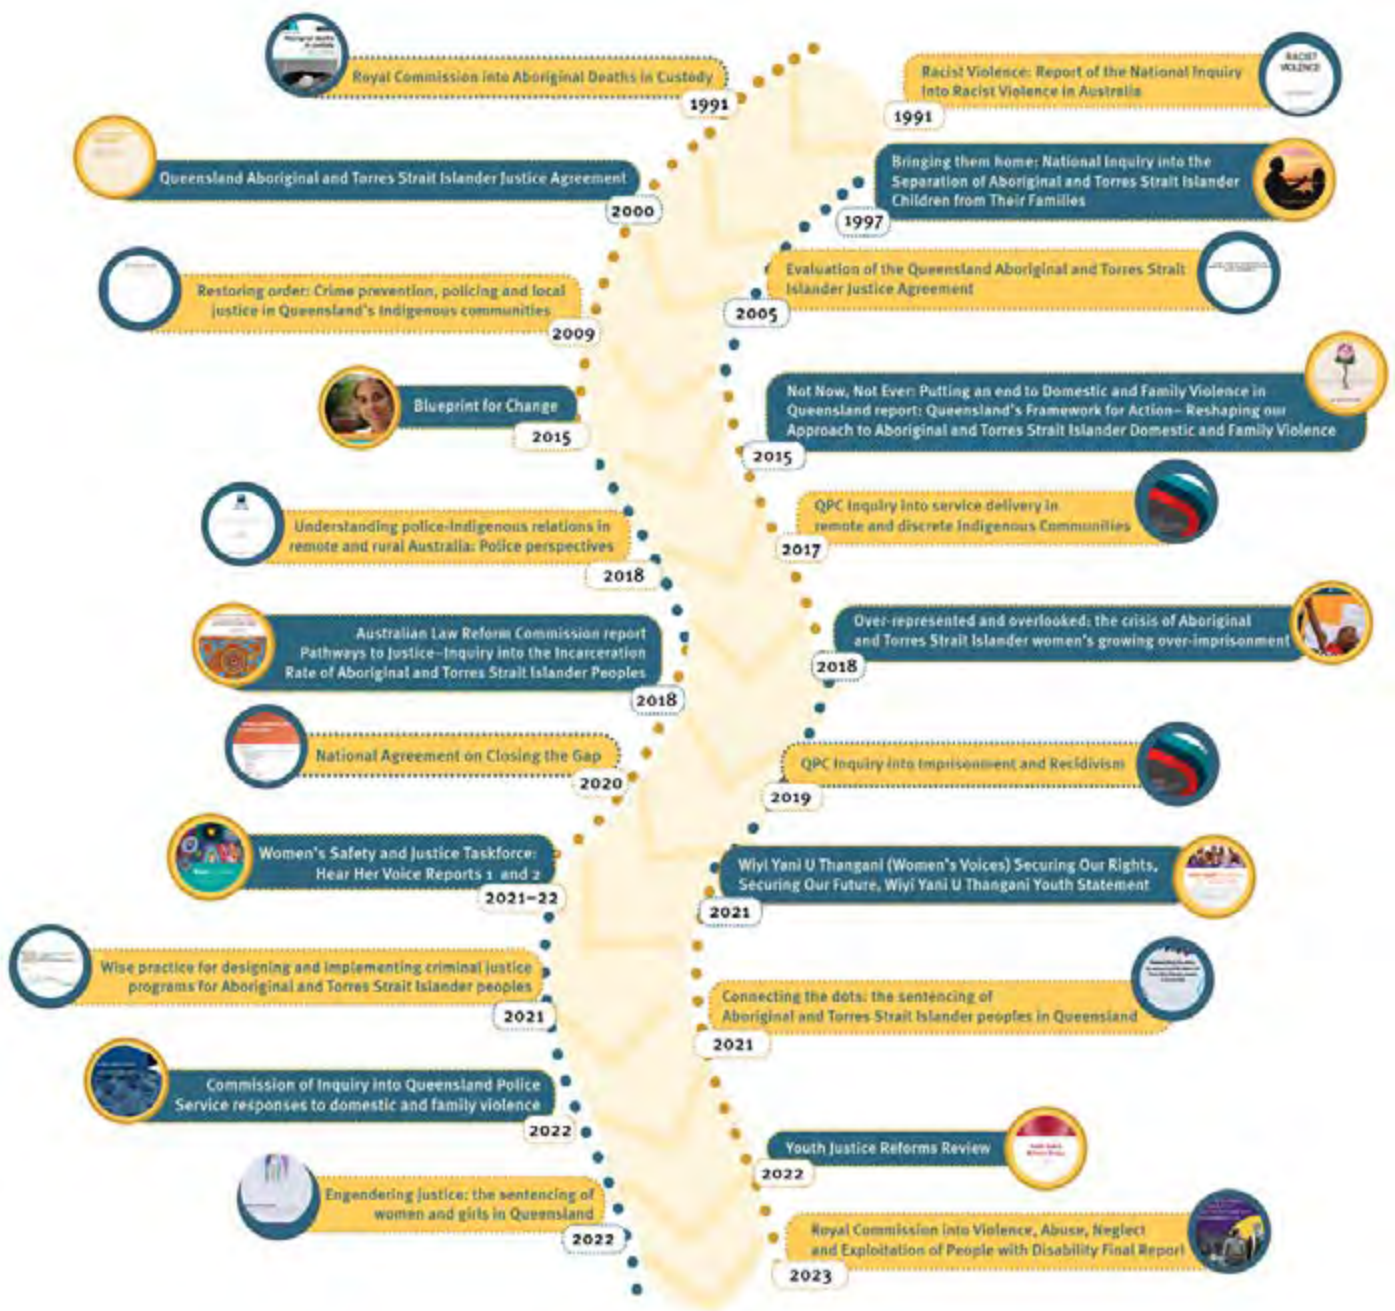 Aboriginal deaths
in custody
Royal Commission into Aboriginal Deaths in Custody
1991
Racist Violence: Report of the National Inquiry
Into Racist Violence in Australia
RACIST
VIOLENCE
1991
Queensland Aboriginal and Torres Strait Islander Justice Agreement
2000
Bringing them home: National Inquiry into the
Separation of Aboriginal and Torres Strait Islander
Children from Their Families
1997
Restoring order: Crime prevention, policing and local
justice in Queensland's Indigenous communities
2009
Evaluation of the Queensland Aboriginal and Torres Strait
Islander Justice Agreement
2005
Blueprint for Change
2015
Not Now, Not Ever: Putting an end to Domestic and Family Violence in
Queensland report: Queensland's Framework for Action– Reshaping our
Approach to Aboriginal and Torres Strait Islander Domestic and Family Violence
2015
Understanding police-Indigenous relations in
remote and rural Australia: Police perspectives
2018
QPC Inquiry into service delivery in
remote and discrete Indigenous Communities
2017
Australian Law Reform Commission report
Pathways to Justice–Inquiry into the Incarceration
Rate of Aboriginal and Torres Strait Islander Peoples
2018
Over-represented and overlooked: the crisis of Aboriginal
and Torres Strait Islander women's growing over-imprisonment
2018
National Agreement on Closing the Gap
2020
QPC Inquiry into Imprisonment and Recidivism
2019
Women's Safety and Justice Taskforce:
Hear Her Voice Reports 1 and 2
2021–22
Wiyi Yani U Thangani (Women's Voices) Securing Our Rights,
Securing Our Future, Wiyi Yani U Thangani Youth Statement
2021
Wise practice for designing and implementing criminal justice
programs for Aboriginal and Torres Strait Islander peoples
2021
Connecting the dots: the sentencing of
Aboriginal and Torres Strait Islander peoples in Queensland
2021
Commission of Inquiry into Queensland Police
Service responses to domestic and family violence
2022
Youth Justice Reforms Review
2022
Engendering justice: the sentencing of
women and girls in Queensland
2022
Royal Commission into Violence, Abuse, Neglect
and Exploitation of People with Disability Final Report
2023